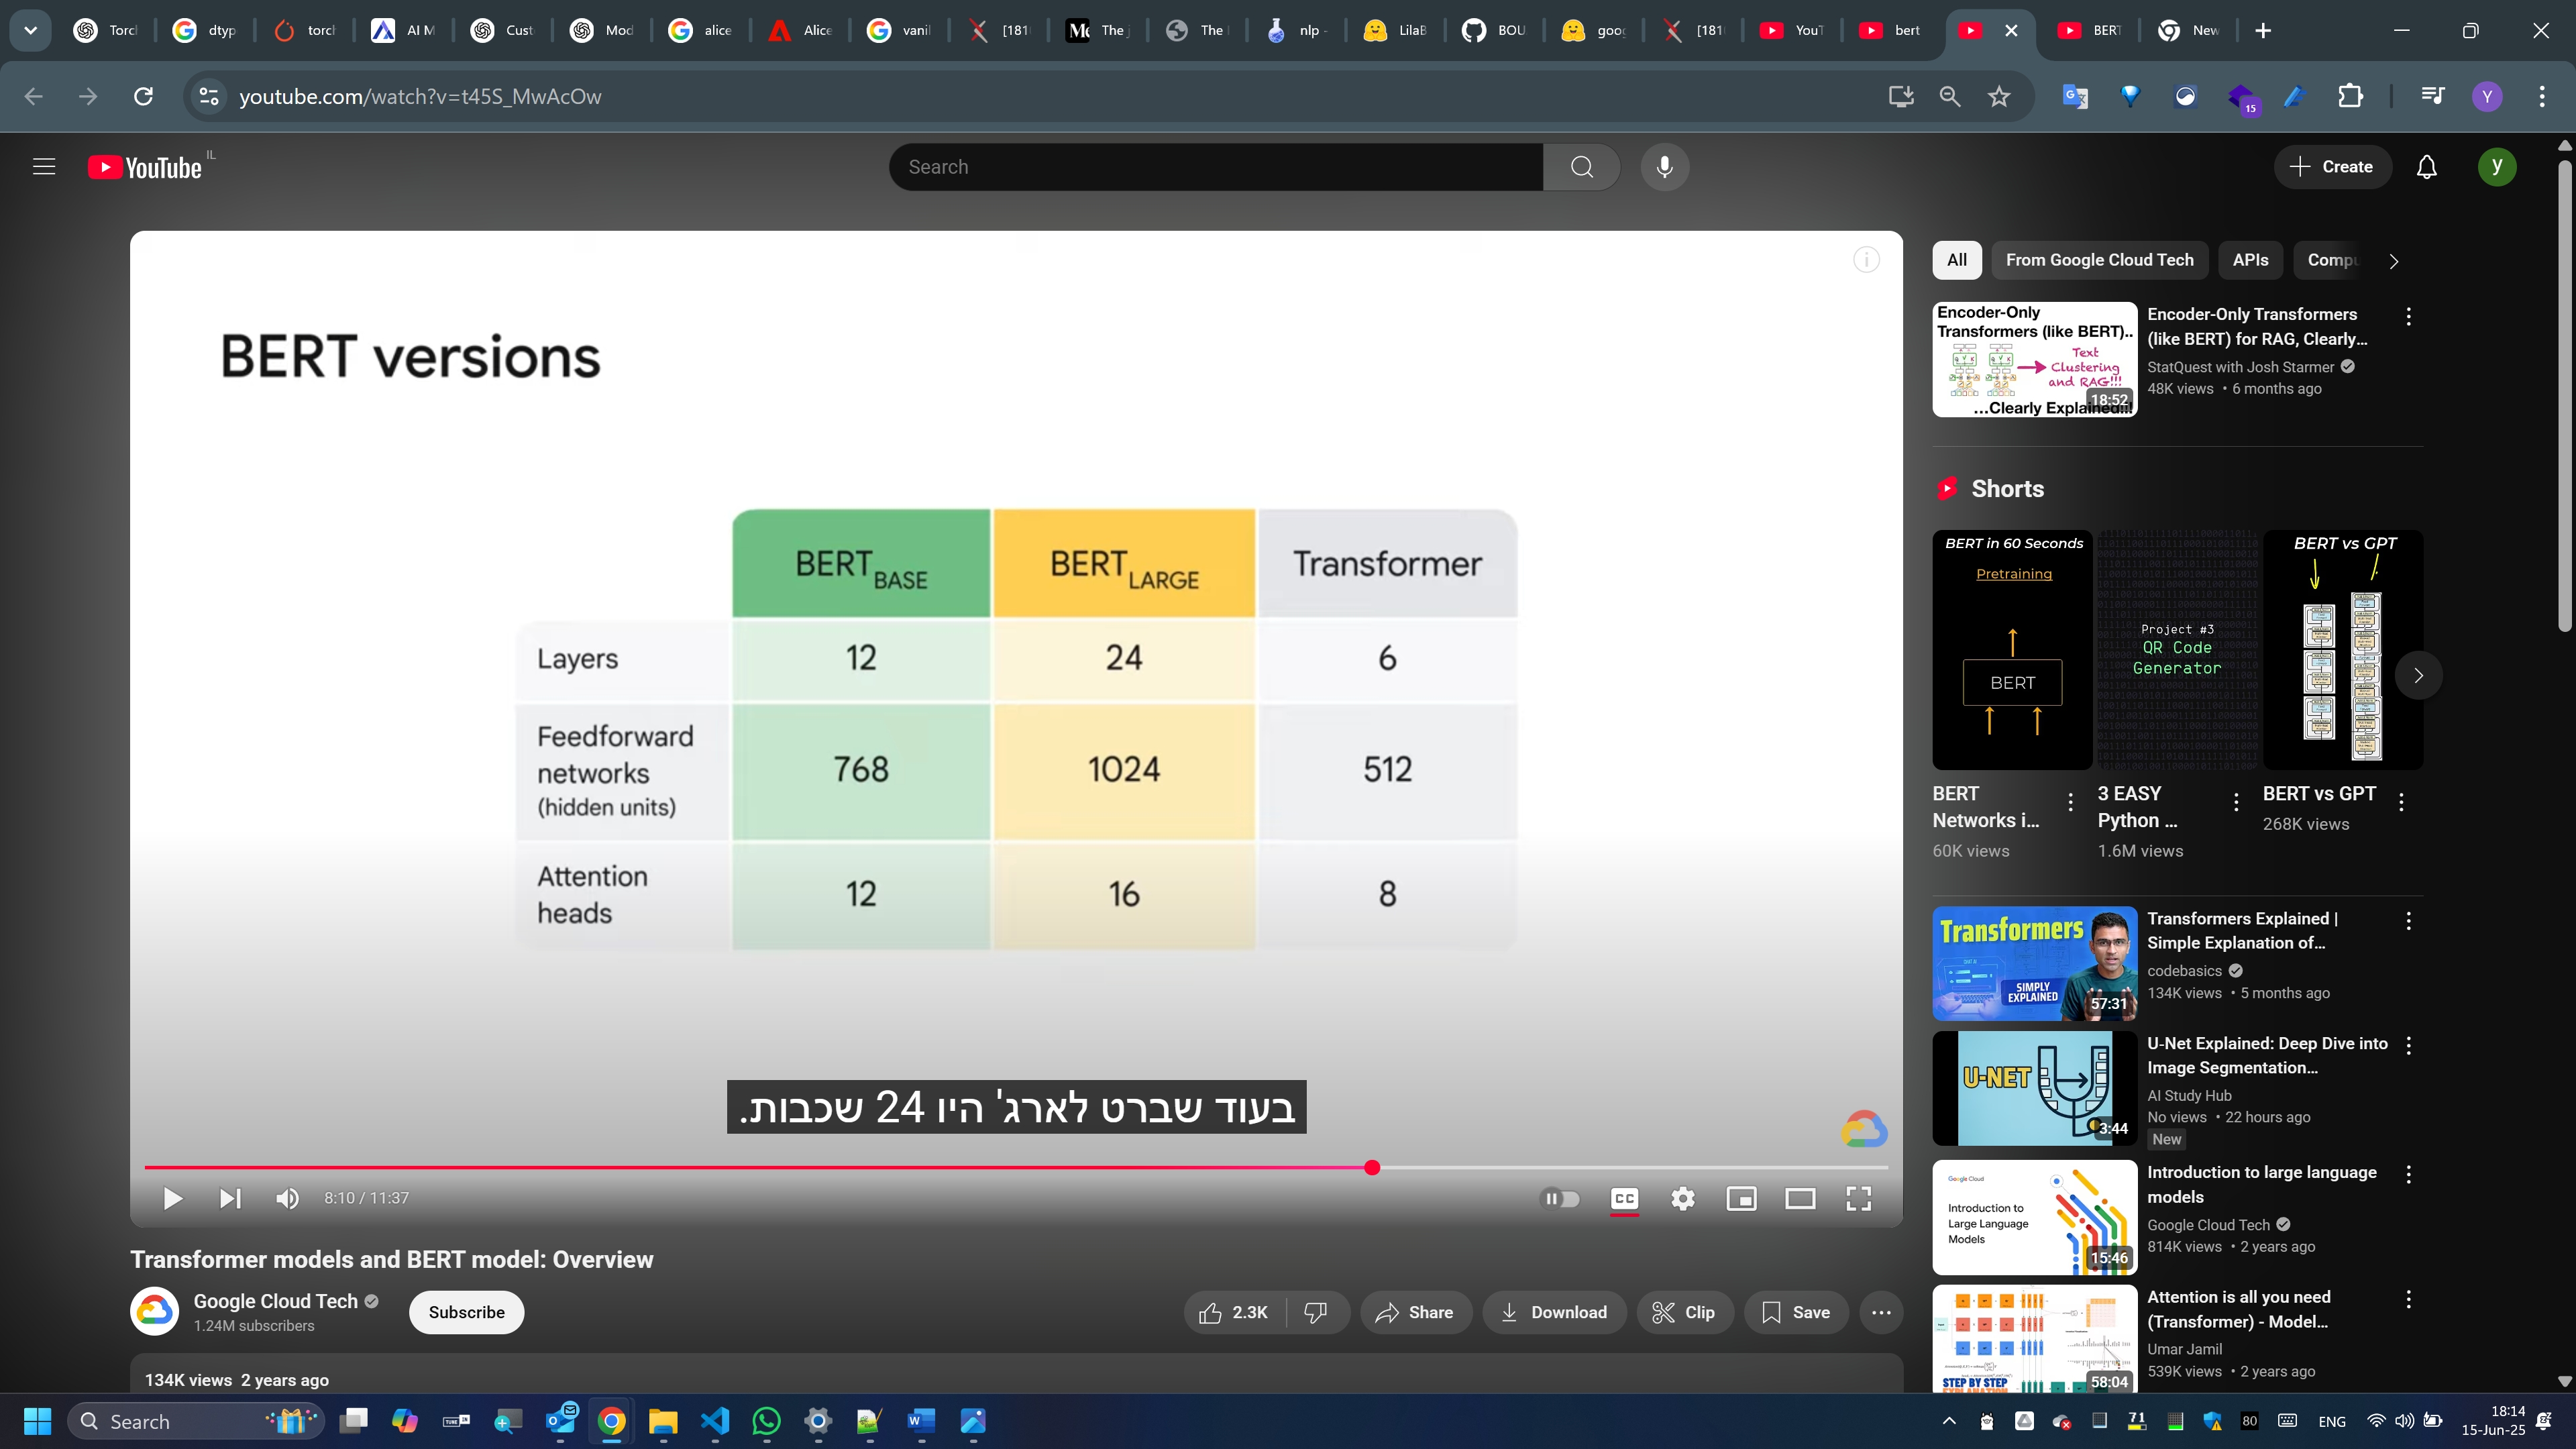 Torch
dtyp
torch
AI M
Cust
Mod
alice
Alice
vanil
[181
The j
The
nlp -
LilaB
BOU
goog
[181
YouT
bert
BERT
New
youtube.com/watch?v=t45S_MwAcOw
15
Y
YouTube
IL
Search
Create
y
BERT versions
BERT BASE
BERT LARGE
Transformer
Layers
12
24
6
Feedforward
networks
(hidden units)
768
1024
512
Attention
heads
12
16
8
בעוד שברט לארג' היו 24 שכבות.
8:10 / 11:37
CC
Transformer models and BERT model: Overview
Google Cloud Tech
1.24M subscribers
Subscribe
2.3K
Share
Download
Clip
Save
134K views 2 years ago
All
From Google Cloud Tech
APIs
Compu
Encoder-Only
Transformers (like BERT)..
Text
Clustering
and RAG!!!
18:52
...Clearly Explained!!!
Encoder-Only Transformers
(like BERT) for RAG, Clearly...
StatQuest with Josh Starmer
48K views • 6 months ago
Shorts
BERT in 60 Seconds
Pretraining
BERT
Project #3
QR Code
Generator
BERT vs GPT
BERT
Networks i...
60K views
3 EASY
Python ...
1.6M views
BERT vs GPT
268K views
Transformers
SIMPLY
EXPLAINED
57:31
Transformers Explained |
Simple Explanation of...
codebasics
134K views • 5 months ago
U-NET
3:44
U-Net Explained: Deep Dive into
Image Segmentation...
AI Study Hub
No views • 22 hours ago
New
Google Cloud
Introduction to
Large Language
Models
15:46
Introduction to large language
models
Google Cloud Tech
814K views • 2 years ago
STEP BY STEP
58:04
Attention is all you need
(Transformer) - Model...
Umar Jamil
539K views • 2 years ago
Search
71
80
ENG
18:14
15-Jun-25